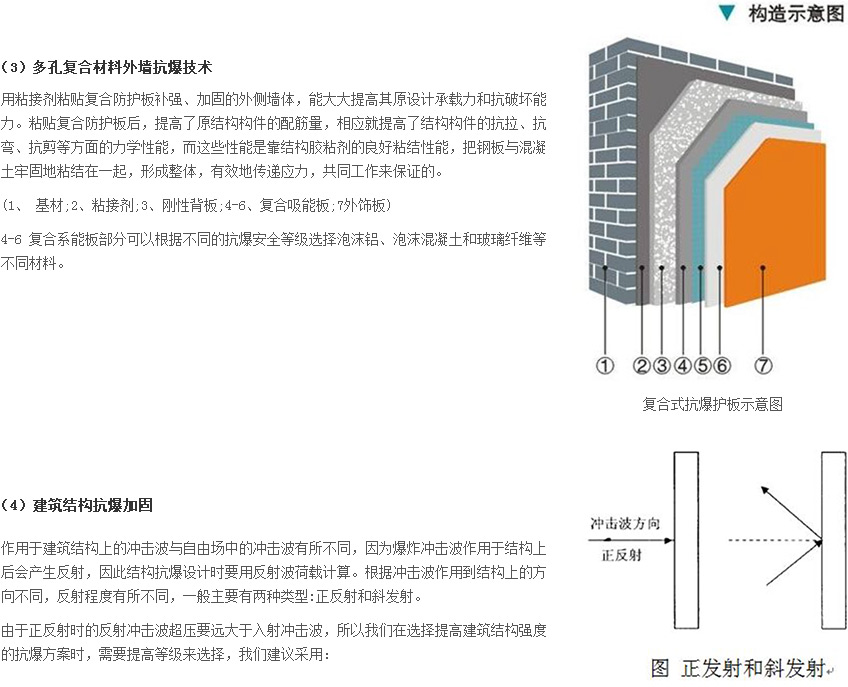 ▼ 构造示意图
（3）多孔复合材料外墙抗爆技术
用粘接剂粘贴复合防护板补强、加固的外侧墙体，能大大提高其原设计承载力和抗破坏能
力。粘贴复合防护板后，提高了原结构构件的配筋量，相应就提高了结构构件的抗拉、抗
弯、抗剪等方面的力学性能，而这些性能是靠结构胶粘剂的良好粘结性能，把钢板与混凝
土牢固地粘结在一起，形成整体，有效地传递应力，共同工作来保证的。
(1、 基材;2、粘接剂;3、刚性背板;4-6、复合吸能板;7外饰板)
4-6 复合系能板部分可以根据不同的抗爆安全等级选择泡沫铝、泡沫混凝土和玻璃纤维等
不同材料。
① ② ③ ④ ⑤ ⑥ ⑦
复合式抗爆护板示意图
（4）建筑结构抗爆加固
作用于建筑结构上的冲击波与自由场中的冲击波有所不同，因为爆炸冲击波作用于结构上
后会产生反射，因此结构抗爆设计时要用反射波荷载计算。根据冲击波作用到结构上的方
向不同，反射程度有所不同，一般主要有两种类型:正反射和斜发射。
由于正反射时的反射冲击波超压要远大于入射冲击波，所以我们在选择提高建筑结构强度
的抗爆方案时，需要提高等级来选择，我们建议采用：
冲击波方向
正反射
图 正发射和斜发射